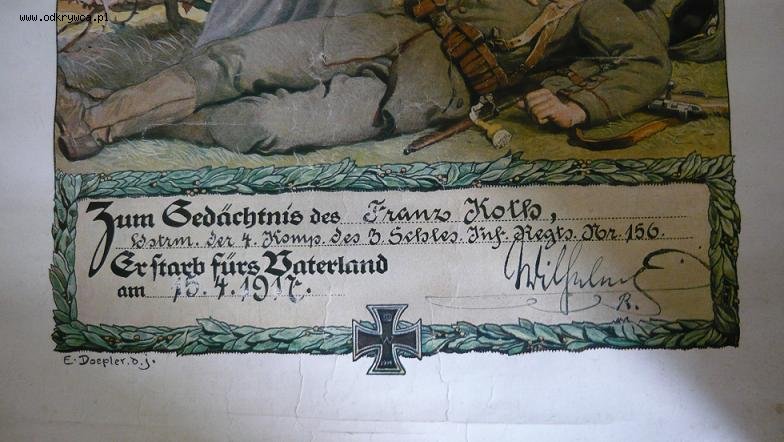 www.odkrywca.pl
Zum Gedächtnis des Franz Kolb,
Lstrm. der 4. Komp. des 3 Schles. Inf. Regts. Nr. 156.
Er starb fürs Vaterland
am 15.4.1917.
Wilhelm
R.
E. Doepler. d. j.